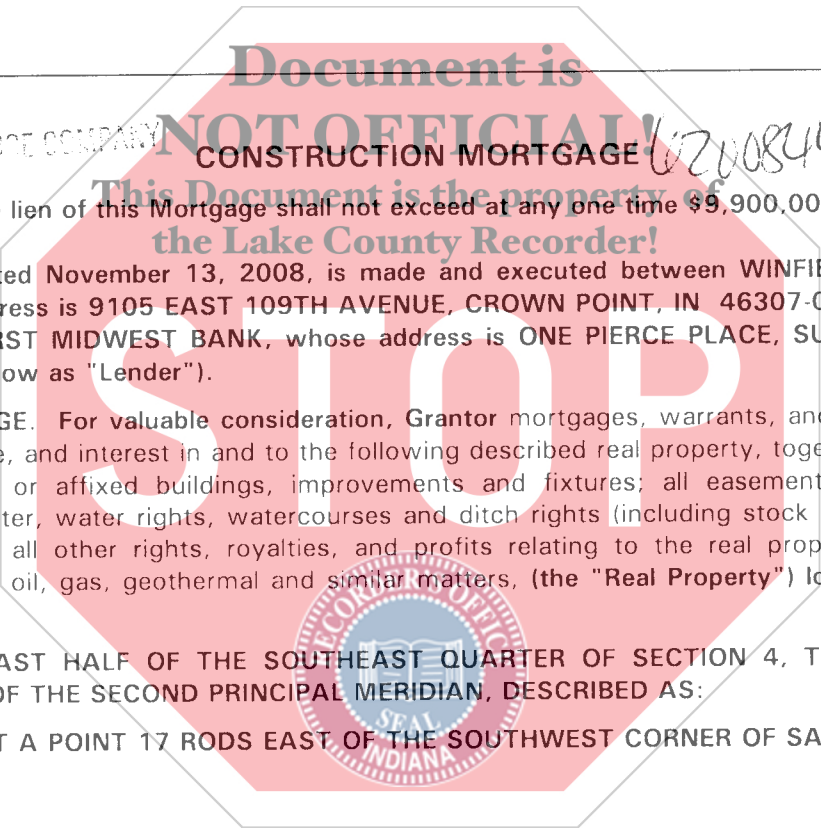 Document is
NOT OFFICIAL!
COMPANY
CONSTRUCTION MORTGAGE
This Document is the property of
lien of this Mortgage shall not exceed at any one time $9,900,00
the Lake County Recorder!
ted November 13, 2008, is made and executed between WINFIE
ress is 9105 EAST 109TH AVENUE, CROWN POINT, IN 46307-0
RST MIDWEST BANK, whose address is ONE PIERCE PLACE, SU
ow as "Lender").
GE. For valuable consideration, Grantor mortgages, warrants, and
e, and interest in and to the following described real property, toge
or affixed buildings, improvements and fixtures; all easement
ter, water rights, watercourses and ditch rights (including stock
all other rights, royalties, and profits relating to the real prop
oil, gas, geothermal and similar matters, (the "Real Property") lo
STOP
AST HALF OF THE SOUTHEAST QUARTER OF SECTION 4, T
OF THE SECOND PRINCIPAL MERIDIAN, DESCRIBED AS:
T A POINT 17 RODS EAST OF THE SOUTHWEST CORNER OF SA
RECORDER'S OFFICE
SEAL
INDIANA